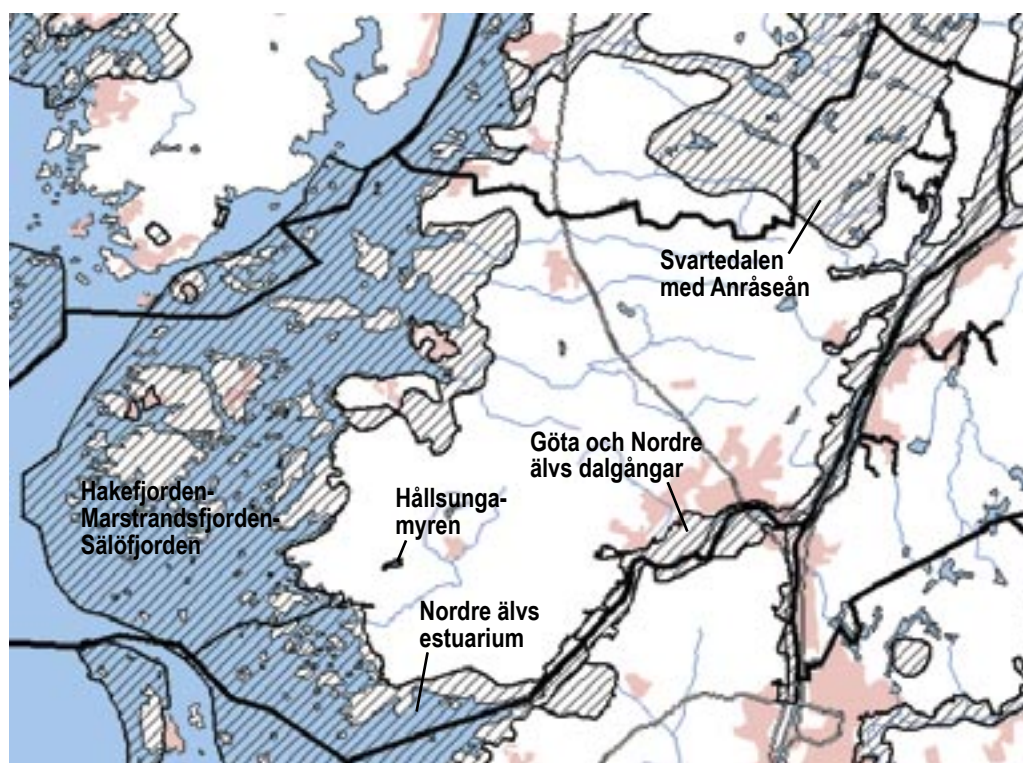 Svartedalen
med Anråseån
Göta och Nordre
älvs dalgångar
Hakefjorden-
Marstrandsfjorden-
Sälöfjorden
Hållsunga-
myren
Nordre älvs
estuarium